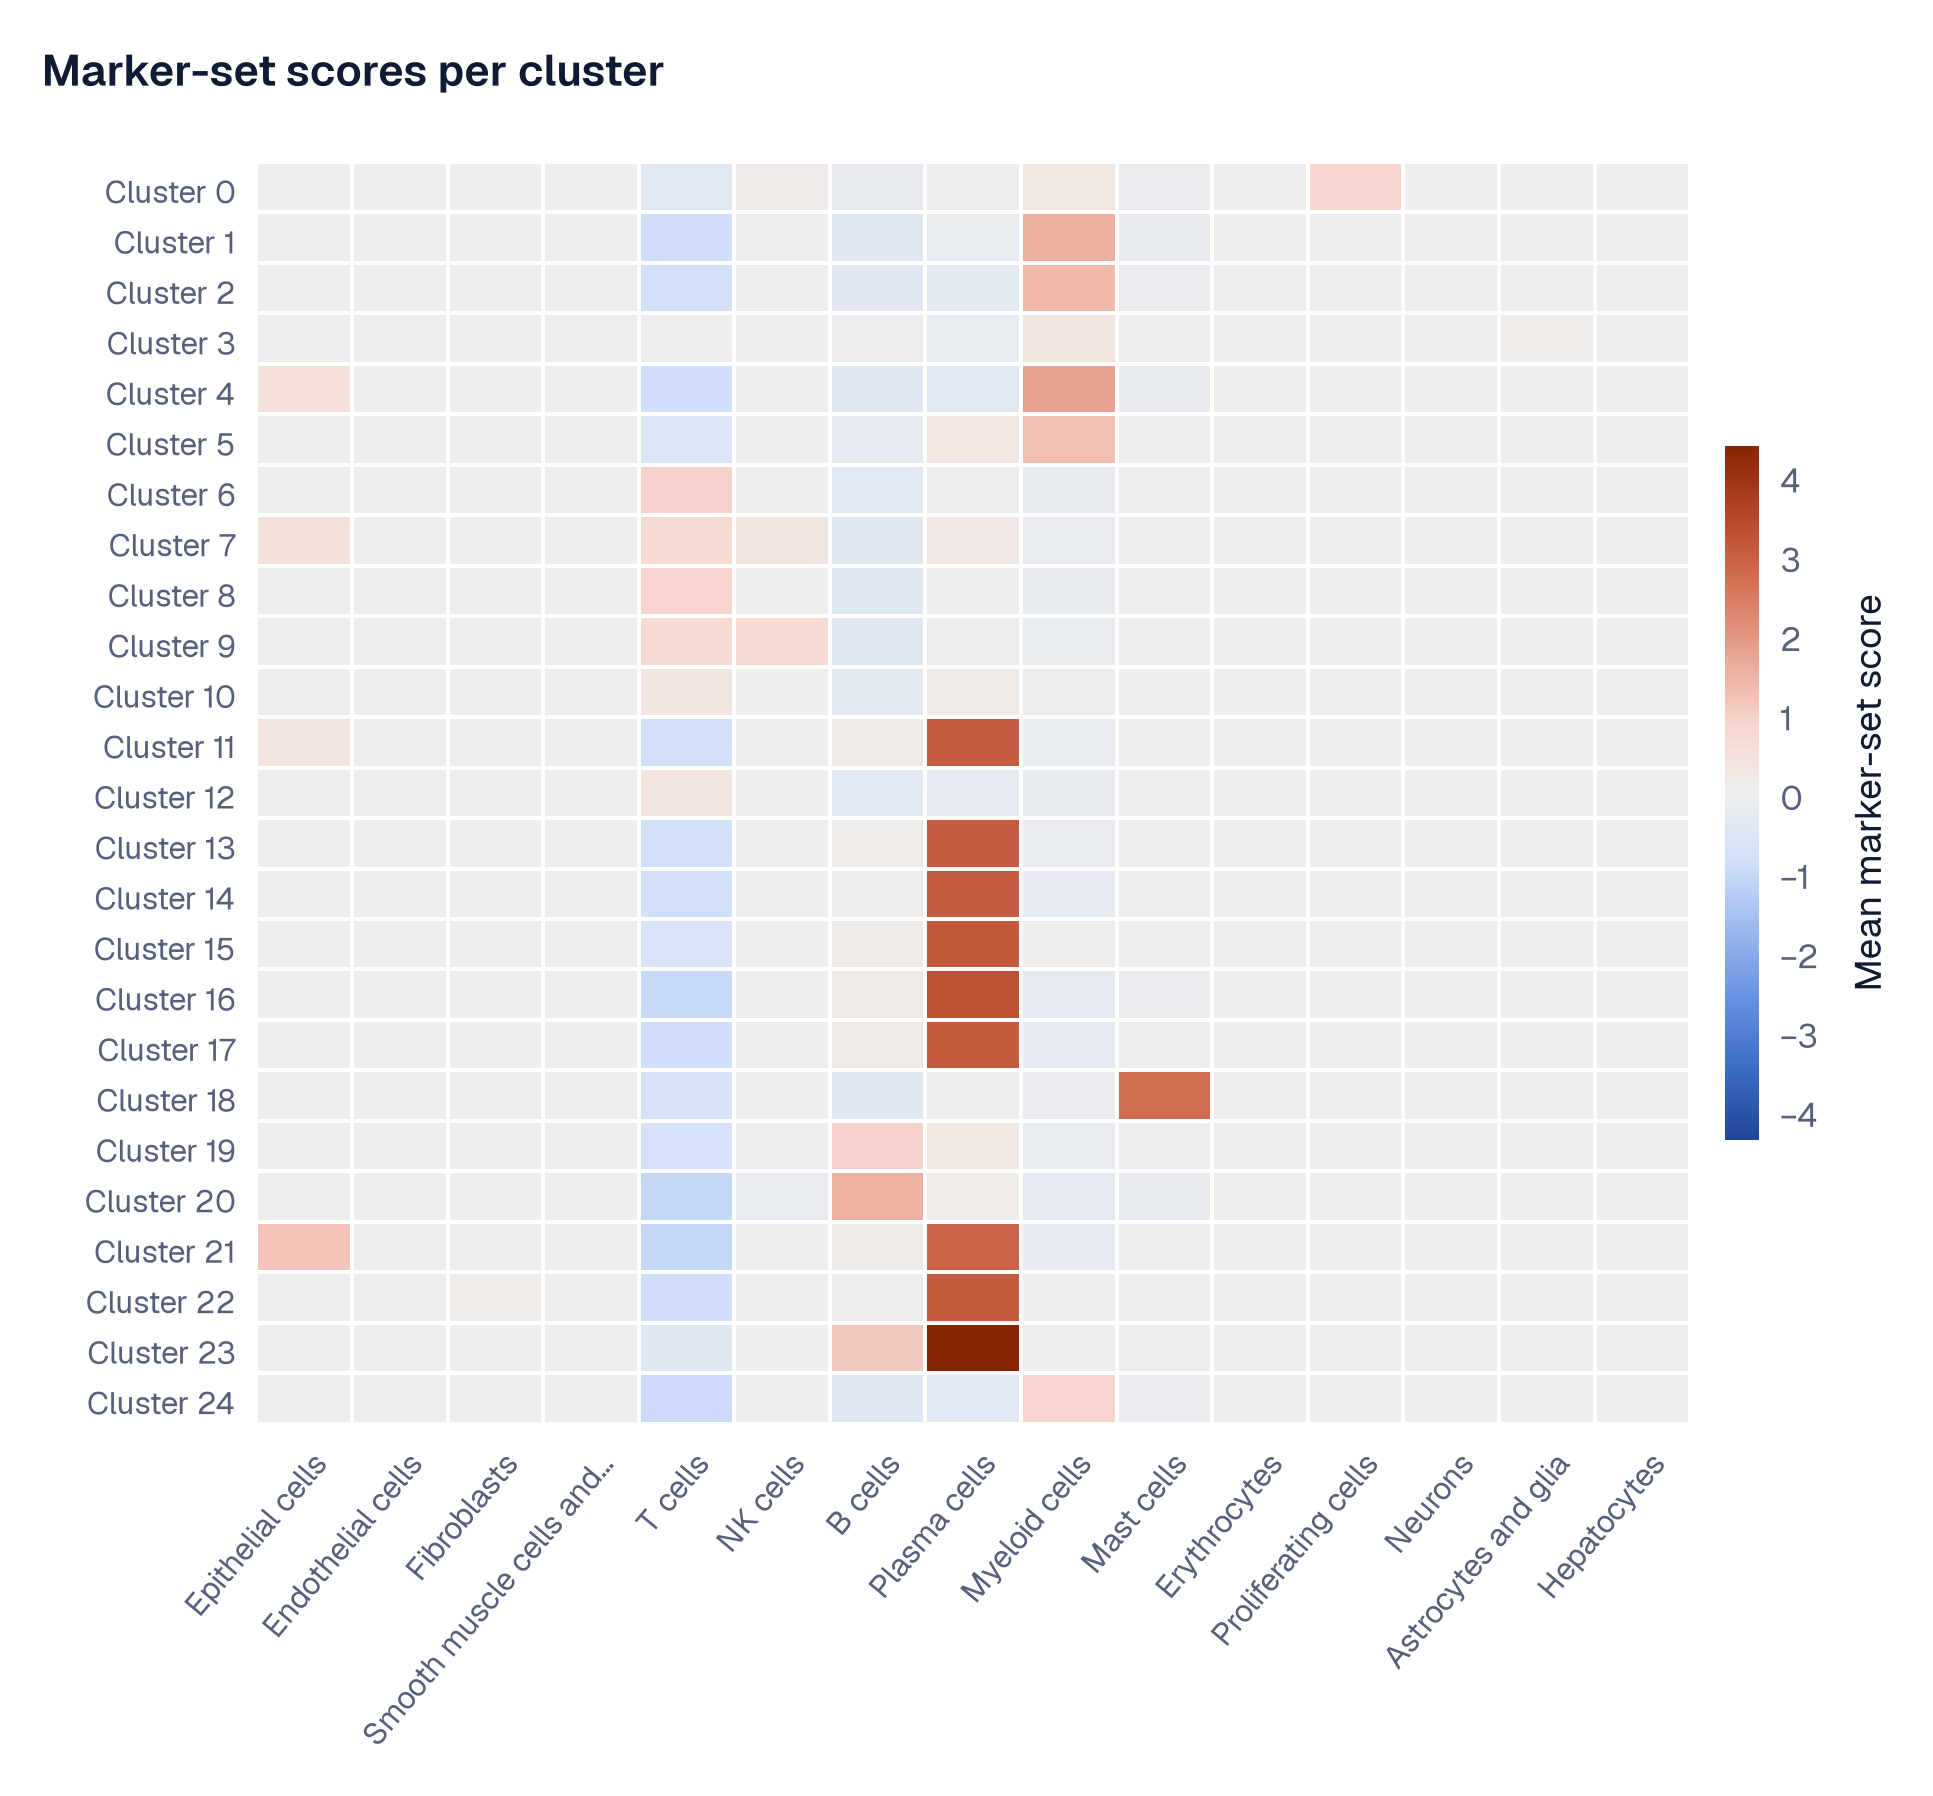 Marker-set scores per cluster
Cluster 0
Cluster 1
Cluster 2
Cluster 3
Cluster 4
Cluster 5
Cluster 6
Cluster 7
Cluster 8
Cluster 9
Cluster 10
Cluster 11
Cluster 12
Cluster 13
Cluster 14
Cluster 15
Cluster 16
Cluster 17
Cluster 18
Cluster 19
Cluster 20
Cluster 21
Cluster 22
Cluster 23
Cluster 24
Epithelial cells
Endothelial cells
Fibroblasts
Smooth muscle cells and...
T cells
NK cells
B cells
Plasma cells
Myeloid cells
Mast cells
Erythrocytes
Proliferating cells
Neurons
Astrocytes and glia
Hepatocytes
4
3
2
1
0
−1
−2
−3
−4
Mean marker-set score